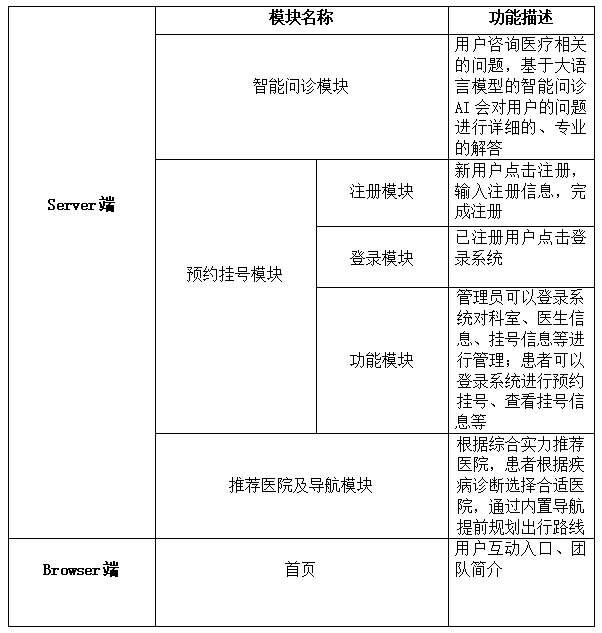 模块名称
功能描述
Server端
智能问诊模块
用户咨询医疗相关
的问题，基于大语
言模型的智能问诊
AI会对用户的问题
进行详细的、专业
的解答
预约挂号模块
注册模块
新用户点击注册，
输入注册信息，完
成注册
登录模块
已注册用户点击登
录系统
功能模块
管理员可以登录系
统对科室、医生信
息、挂号信息等进
行管理；患者可以
登录系统进行预约
挂号、查看挂号信
息等
推荐医院及导航模块
根据综合实力推荐
医院，患者根据疾
病诊断选择合适医
院，通过内置导航
提前规划出行路线
Browser端
首页
用户互动入口、团
队简介